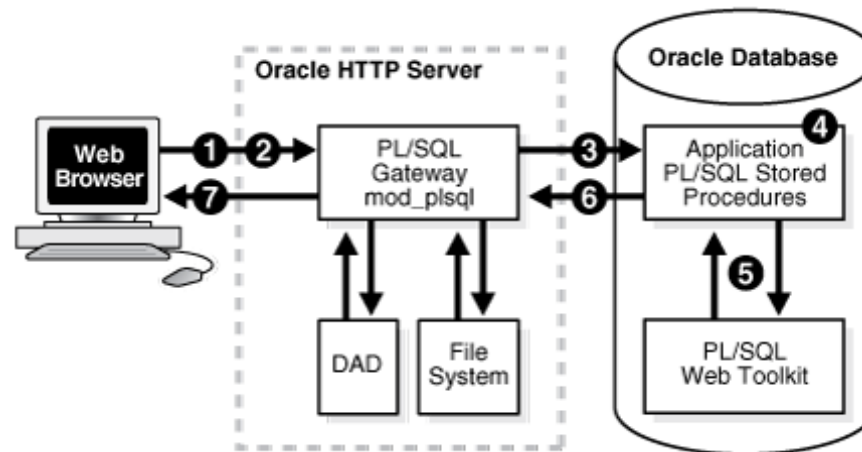 Oracle HTTP Server
Oracle Database
Web
Browser
1
2
PL/SQL
Gateway
mod_plsql
3
4
Application
PL/SQL Stored
Procedures
7
6
5
DAD
File
System
PL/SQL
Web Toolkit